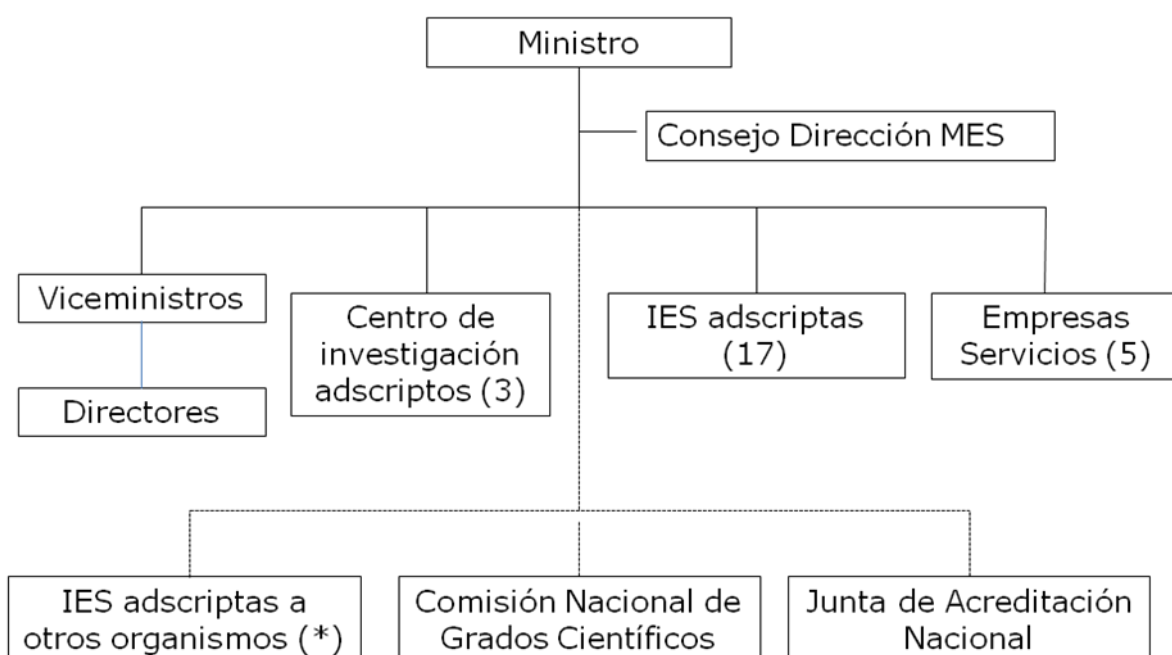 Ministro
Consejo Dirección MES
Viceministros
Directores
Centro de
investigación
adscriptos (3)
IES adscriptas
(17)
Empresas
Servicios (5)
IES adscriptas a
otros organismos (*)
Comisión Nacional de
Grados Científicos
Junta de Acreditación
Nacional